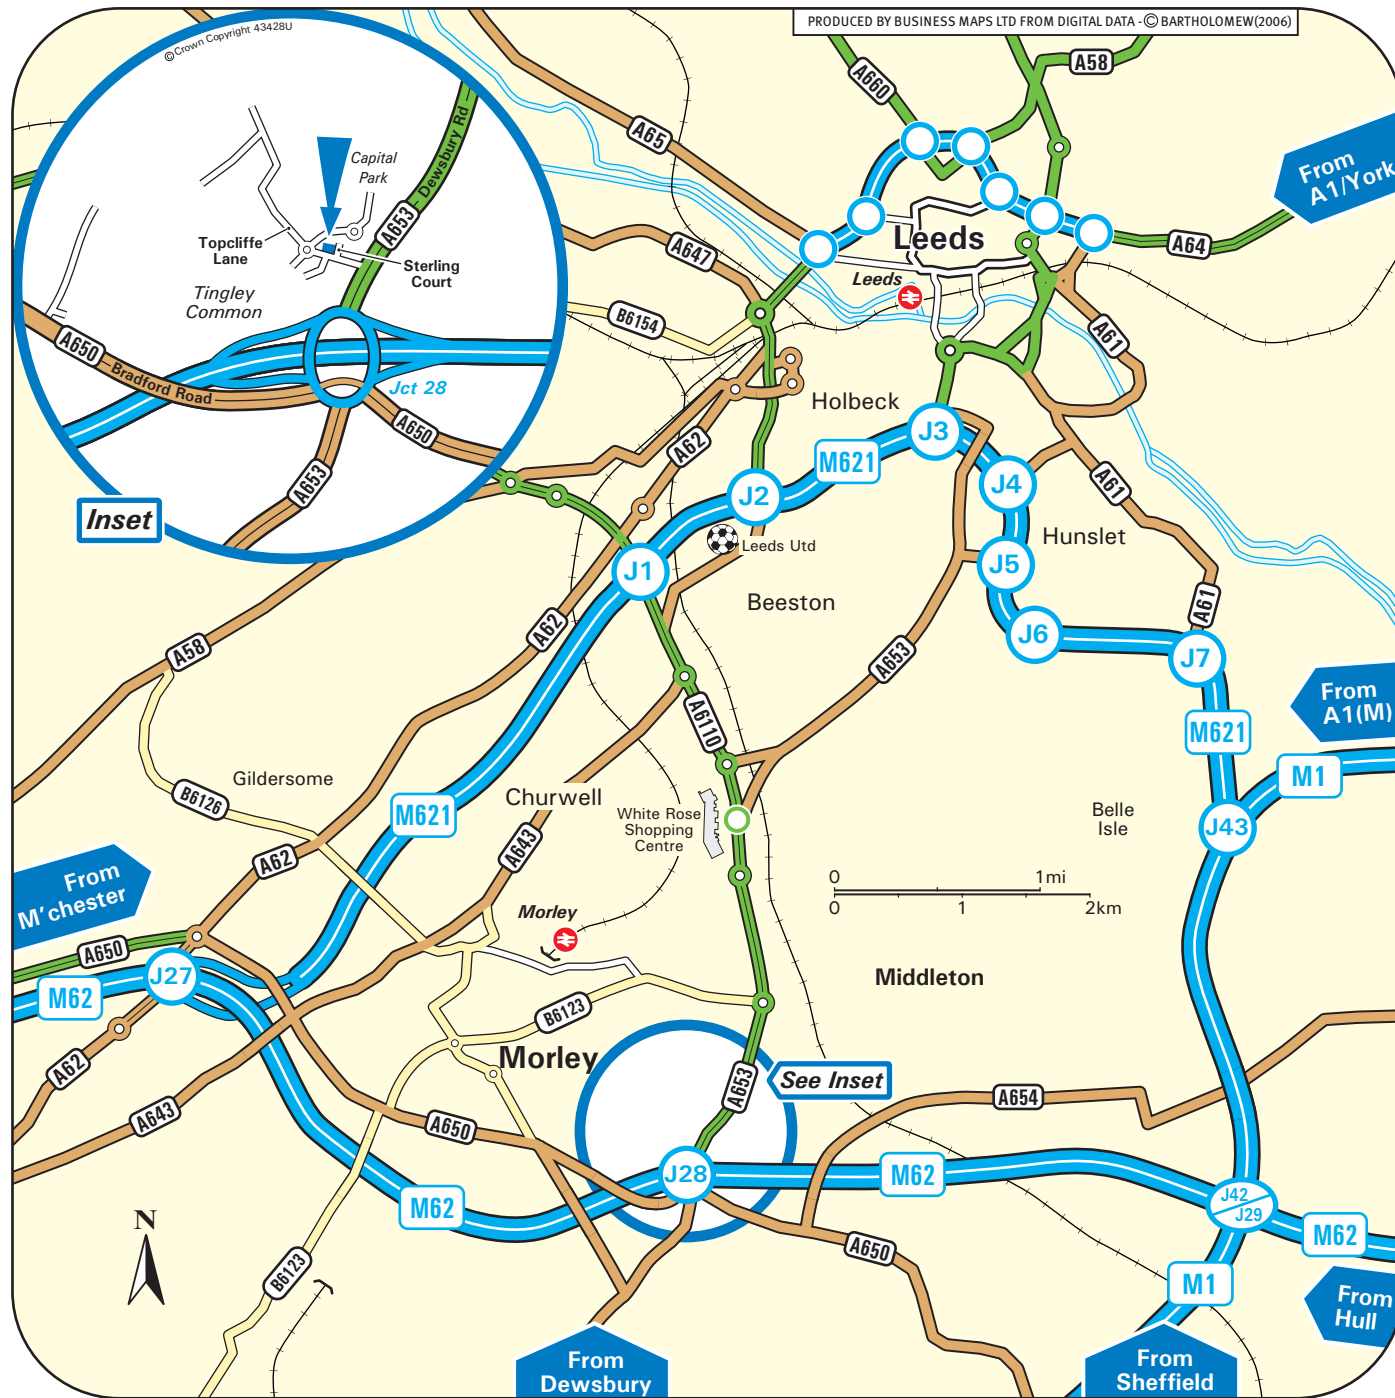 PRODUCED BY BUSINESS MAPS LTD FROM DIGITAL DATA - © BARTHOLOMEW(2006)
© Crown Copyright 43428U
A58
A660
A65
From
A1/York
A64
Dewsbury Rd
A653
Capital
Park
Topcliffe
Lane
Sterling
Court
Tingley
Common
A650
Bradford Road
Jct 28
A650
A653
Inset
A647
B6154
Leeds
Leeds
A61
Holbeck
A62
M621
J3
J2
J4
A61
Leeds Utd
Hunslet
J1
J5
Beeston
A61
A62
J6
A58
A653
J7
From
A1(M)
A6110
M621
M1
Gildersome
B6126
Churwell
M621
White Rose
Shopping
Centre
Belle
Isle
J43
A643
A62
0 1mi
0 1 2km
From
M'chester
Morley
A650
J27
M62
Middleton
B6123
Morley
A62
See Inset
A653
A654
A643
A650
J28
M62
M62
J42
J29
M62
N
A650
B6123
M1
From
Hull
From
Dewsbury
From
Sheffield